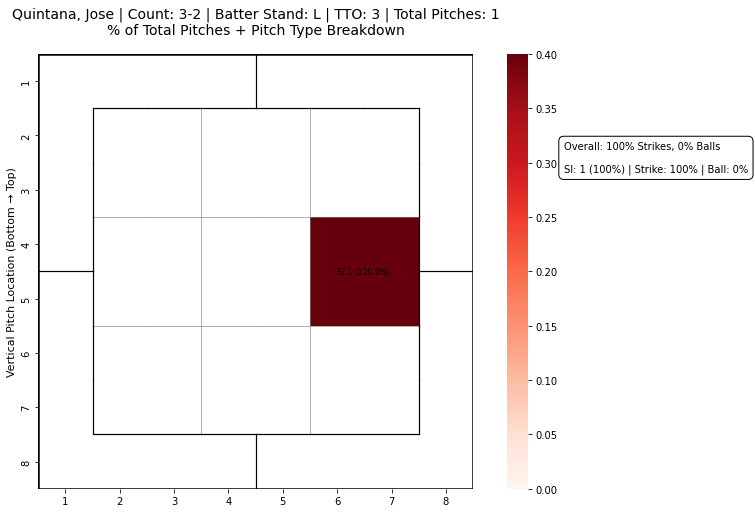 Quintana, Jose | Count: 3-2 | Batter Stand: L | TTO: 3 | Total Pitches: 1
% of Total Pitches + Pitch Type Breakdown
Vertical Pitch Location (Bottom → Top)
1
2
3
4
5
6
7
8
SI 1 (100.0%)
1 2 3 4 5 6 7 8
0.40
0.35
0.30
0.25
0.20
0.15
0.10
0.05
0.00
Overall: 100% Strikes, 0% Balls
SI: 1 (100%) | Strike: 100% | Ball: 0%